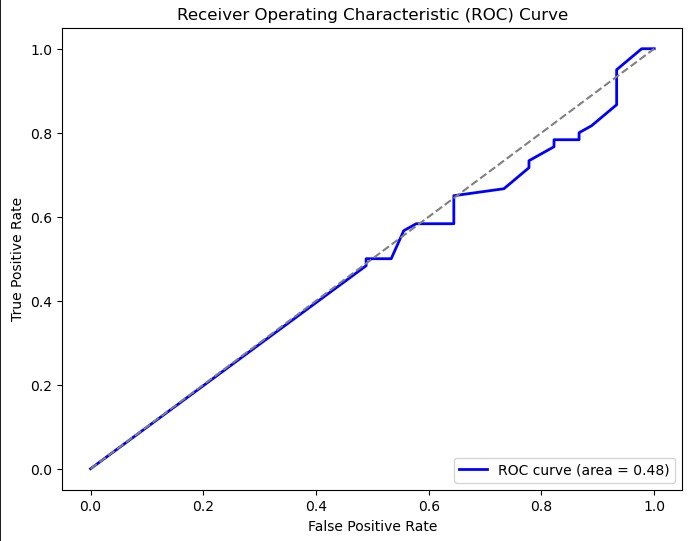 Receiver Operating Characteristic (ROC) Curve
1.0
0.8
0.6
0.4
0.2
0.0
True Positive Rate
ROC curve (area = 0.48)
0.0 0.2 0.4 0.6 0.8 1.0
False Positive Rate